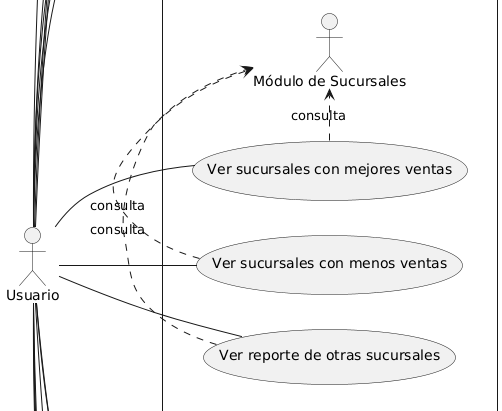 Módulo de Sucursales
consulta
Ver sucursales con mejores ventas
consulta
consulta
Ver sucursales con menos ventas
Usuario
Ver reporte de otras sucursales